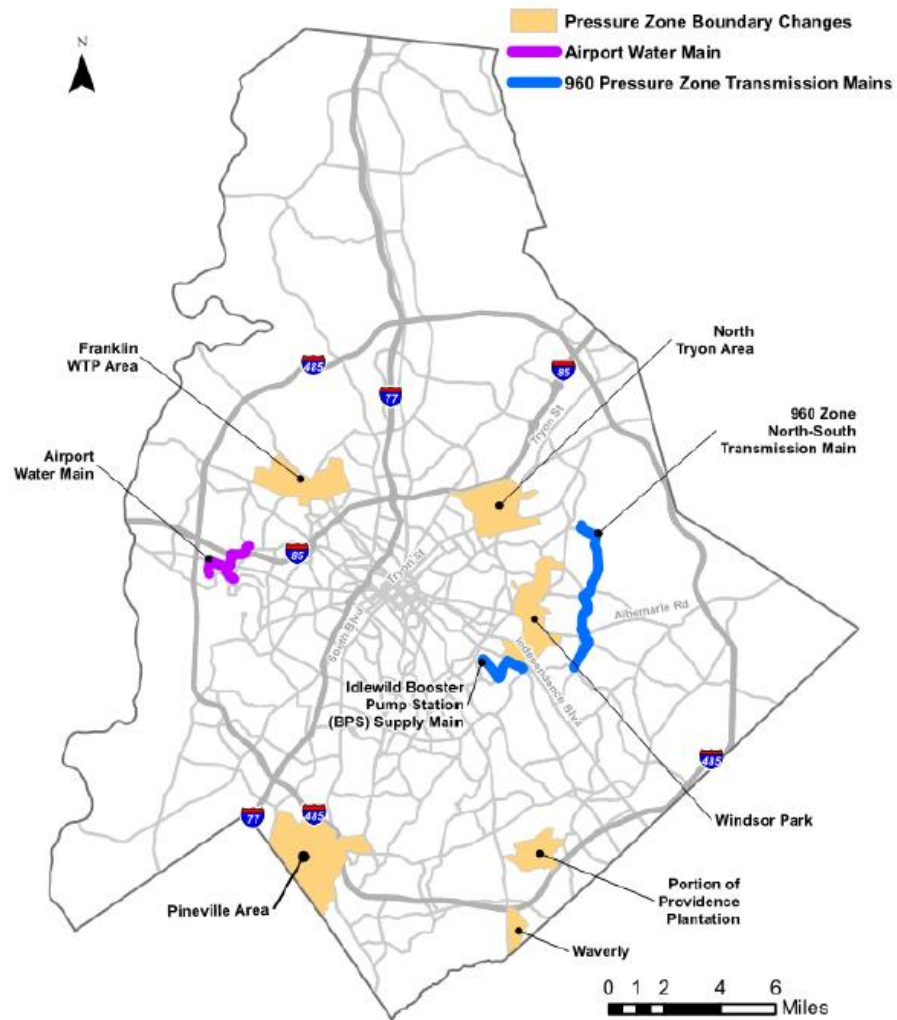 N
Pressure Zone Boundary Changes
Airport Water Main
960 Pressure Zone Transmission Mains
Franklin
WTP Area
485
77
North
Tryon Area
85
Tryon St
960 Zone
North-South
Transmission Main
Airport
Water Main
85
Tryon St
South Blvd
Albemarle Rd
Independence Blvd
Idlewild Booster
Pump Station
(BPS) Supply Main
485
77
485
Windsor Park
Pineville Area
Portion of
Providence
Plantation
Waverly
0 1 2 4 6
Miles